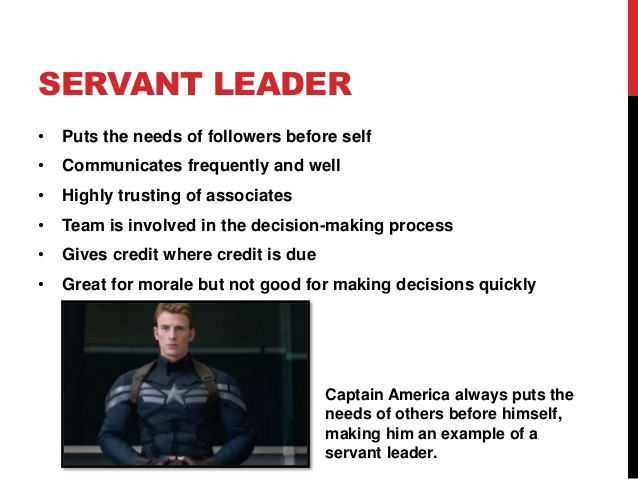 SERVANT LEADER
• Puts the needs of followers before self
• Communicates frequently and well
• Highly trusting of associates
• Team is involved in the decision-making process
• Gives credit where credit is due
• Great for morale but not good for making decisions quickly
Captain America always puts the
needs of others before himself,
making him an example of a
servant leader.